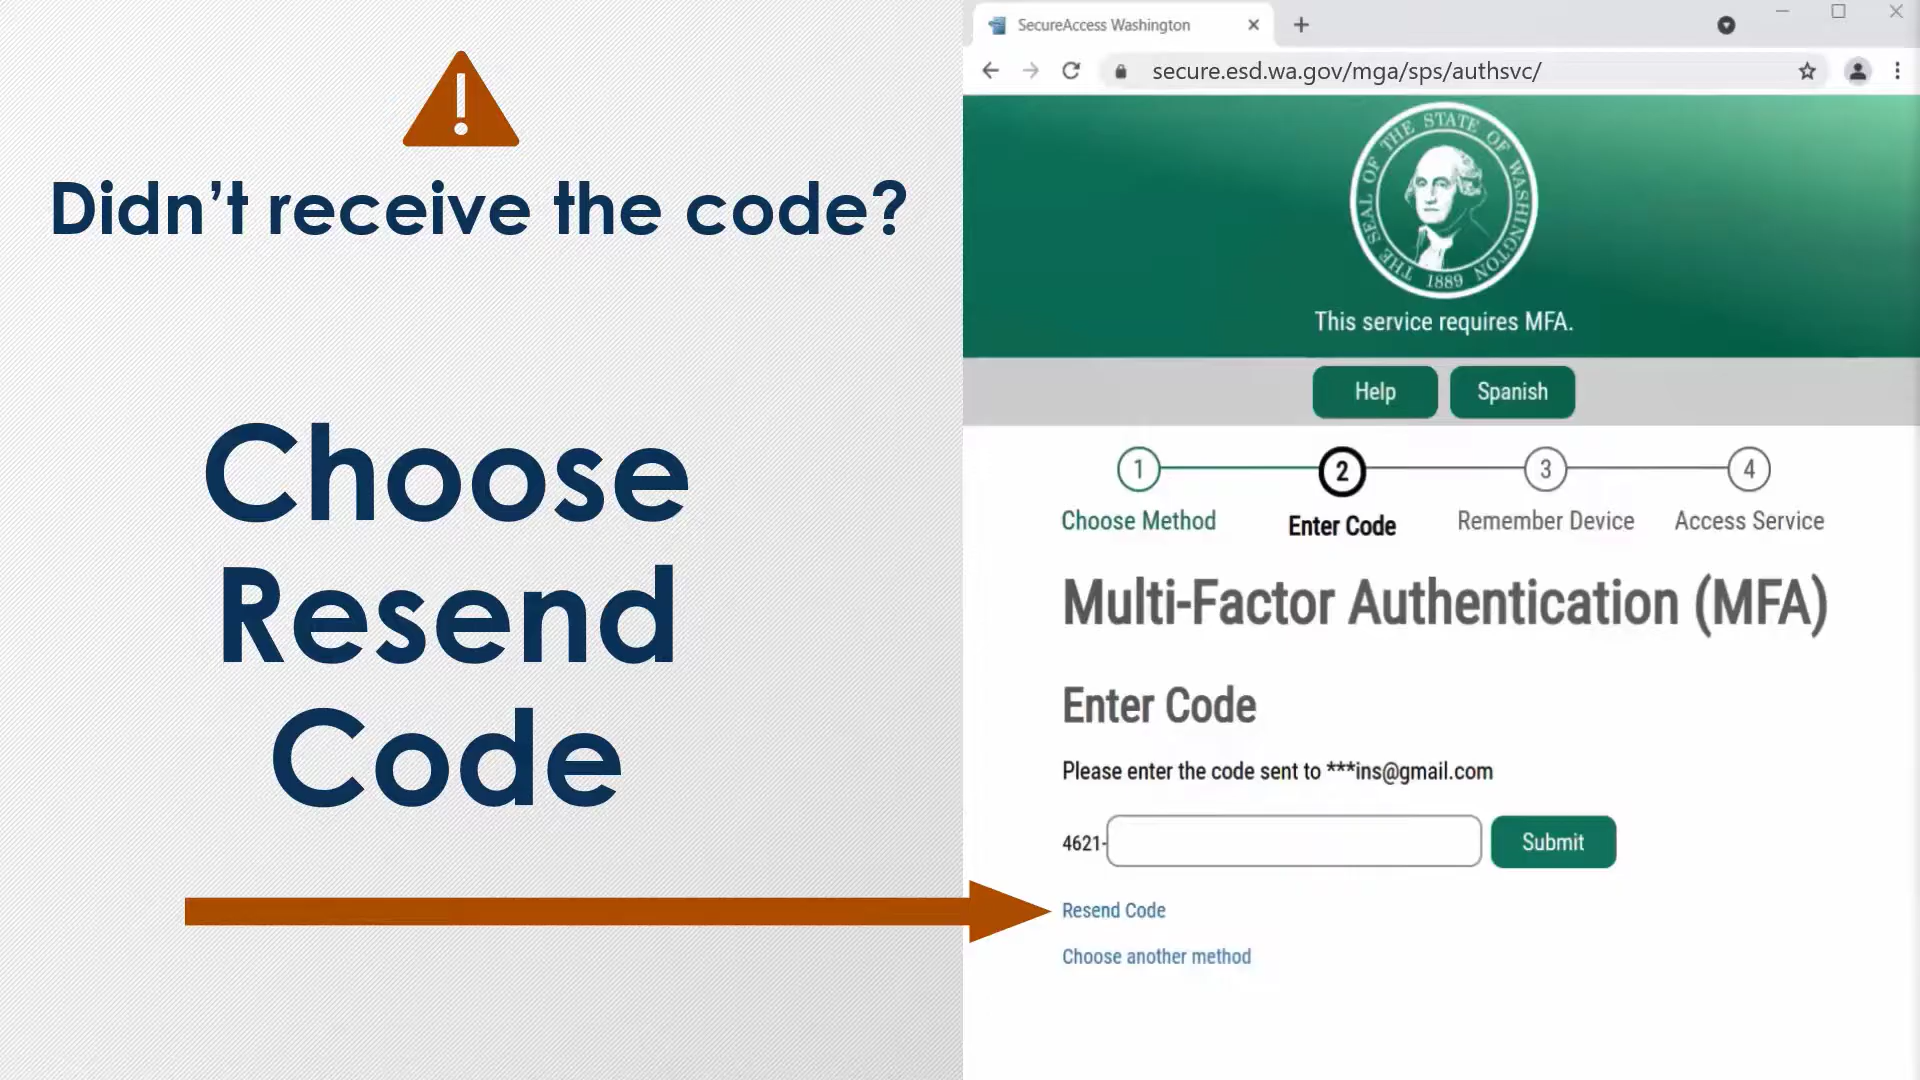 Didn't receive the code?
Choose
Resend
Code
SecureAccess Washington
secure.esd.wa.gov/mga/sps/authsvc/
THE SEAL OF THE STATE OF WASHINGTON
1889
This service requires MFA.
Help
Spanish
1
2
3
4
Choose Method
Enter Code
Remember Device
Access Service
Multi-Factor Authentication (MFA)
Enter Code
Please enter the code sent to ***ins@gmail.com
4621-
Submit
Resend Code
Choose another method